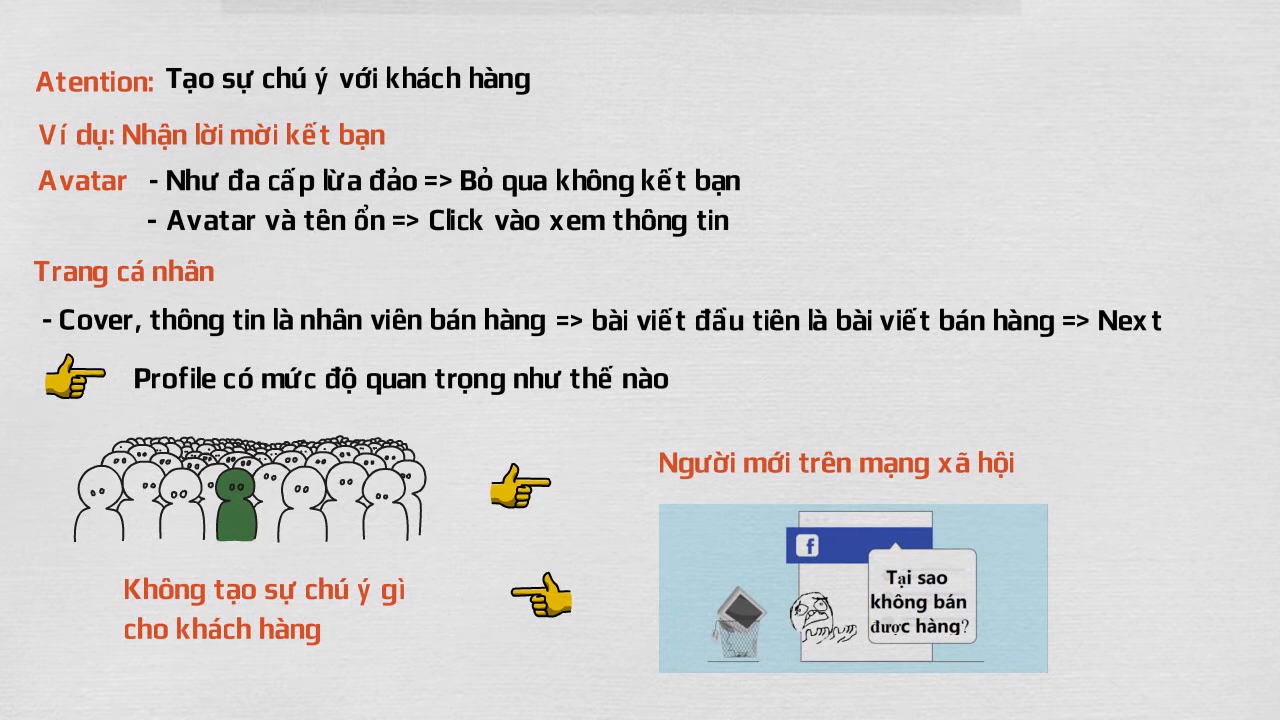 Atention: Tạo sự chú ý với khách hàng
Ví dụ: Nhận lời mời kết bạn
Avatar - Như đa cấp lừa đảo => Bỏ qua không kết bạn
- Avatar và tên ổn => Click vào xem thông tin
Trang cá nhân
- Cover, thông tin là nhân viên bán hàng => bài viết đầu tiên là bài viết bán hàng => Next
Profile có mức độ quan trọng như thế nào
Người mới trên mạng xã hội
f
Tại sao
không bán
được hàng?
Không tạo sự chú ý gì
cho khách hàng